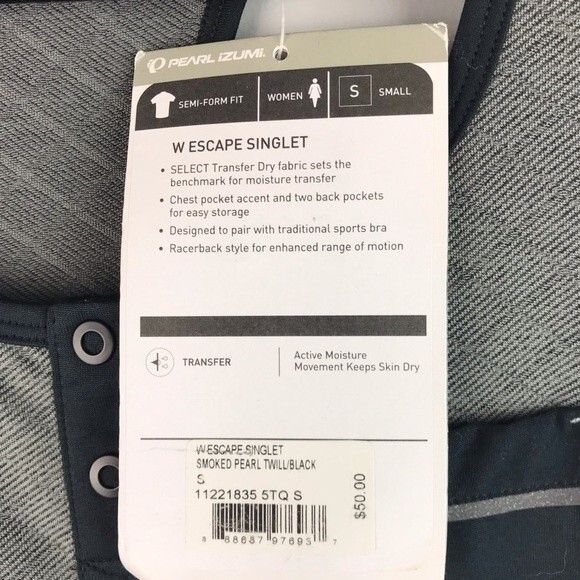 PEARL iZUMi.
SEMI-FORM FIT WOMEN S SMALL
W ESCAPE SINGLET
• SELECT Transfer Dry fabric sets the
benchmark for moisture transfer
• Chest pocket accent and two back pockets
for easy storage
• Designed to pair with traditional sports bra
• Racerback style for enhanced range of motion
TRANSFER
Active Moisture
Movement Keeps Skin Dry
W ESCAPE SINGLET
SMOKED PEARL TWILL/BLACK
S
11221835 5TQ S
$50.00
8 88687 97693 7